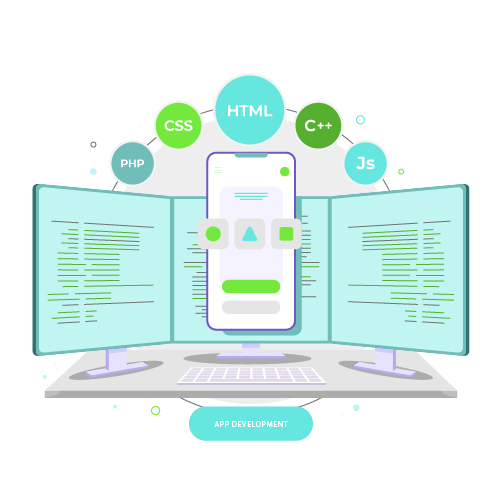 HTML
CSS
C++
PHP
Js
APP DEVELOPMENT